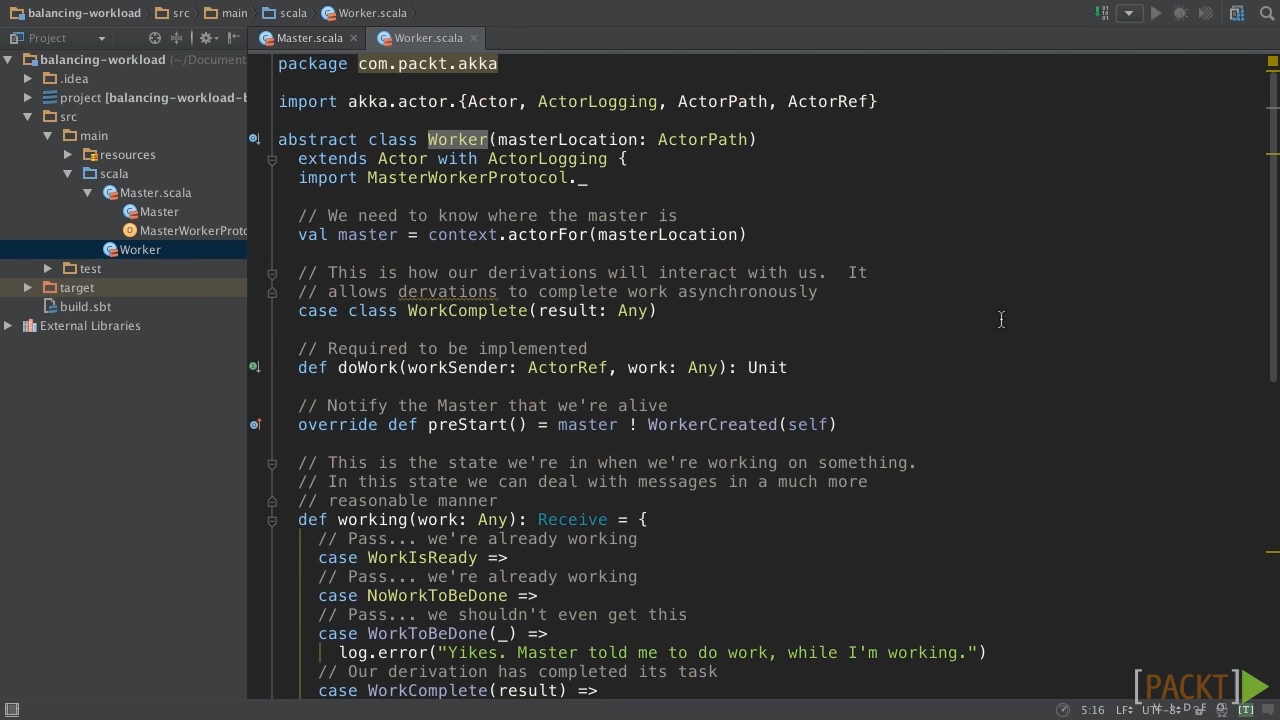 balancing-workload
src
main
scala
Worker.scala
Project
Master.scala
Worker.scala
balancing-workload (~/Document
.idea
project [balancing-workload-b
src
main
resources
scala
Master.scala
Master
MasterWorkerProto
Worker
test
target
build.sbt
External Libraries
package com.packt.akka
import akka.actor.{Actor, ActorLogging, ActorPath, ActorRef}
abstract class Worker(masterLocation: ActorPath)
extends Actor with ActorLogging {
import MasterWorkerProtocol._
// We need to know where the master is
val master = context.actorFor(masterLocation)
// This is how our derivations will interact with us.  It
// allows dervations to complete work asynchronously
case class WorkComplete(result: Any)
// Required to be implemented
def doWork(workSender: ActorRef, work: Any): Unit
// Notify the Master that we're alive
override def preStart() = master ! WorkerCreated(self)
// This is the state we're in when we're working on something.
// In this state we can deal with messages in a much more
// reasonable manner
def working(work: Any): Receive = {
// Pass... we're already working
case WorkIsReady =>
// Pass... we're already working
case NoWorkToBeDone =>
// Pass... we shouldn't even get this
case WorkToBeDone(_) =>
log.error("Yikes. Master told me to do work, while I'm working.")
// Our derivation has completed its task
case WorkComplete(result) =>
[PACKT]
VIDEO
5:16 LF UTF-8